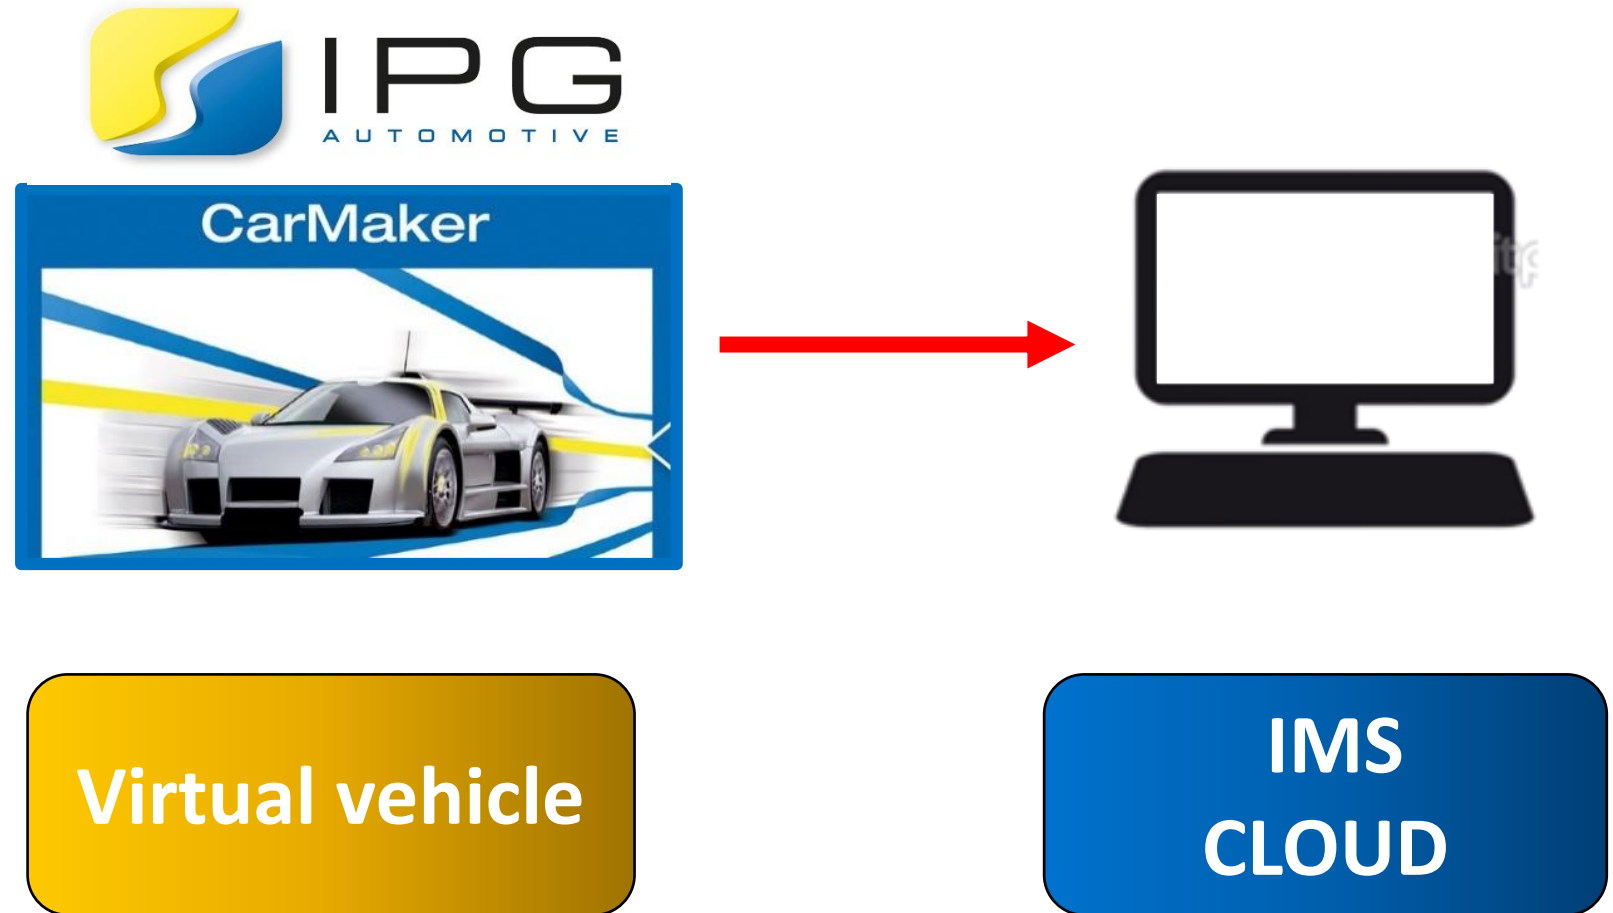 IPG
AUTOMOTIVE
CarMaker
Virtual vehicle
IMS
CLOUD